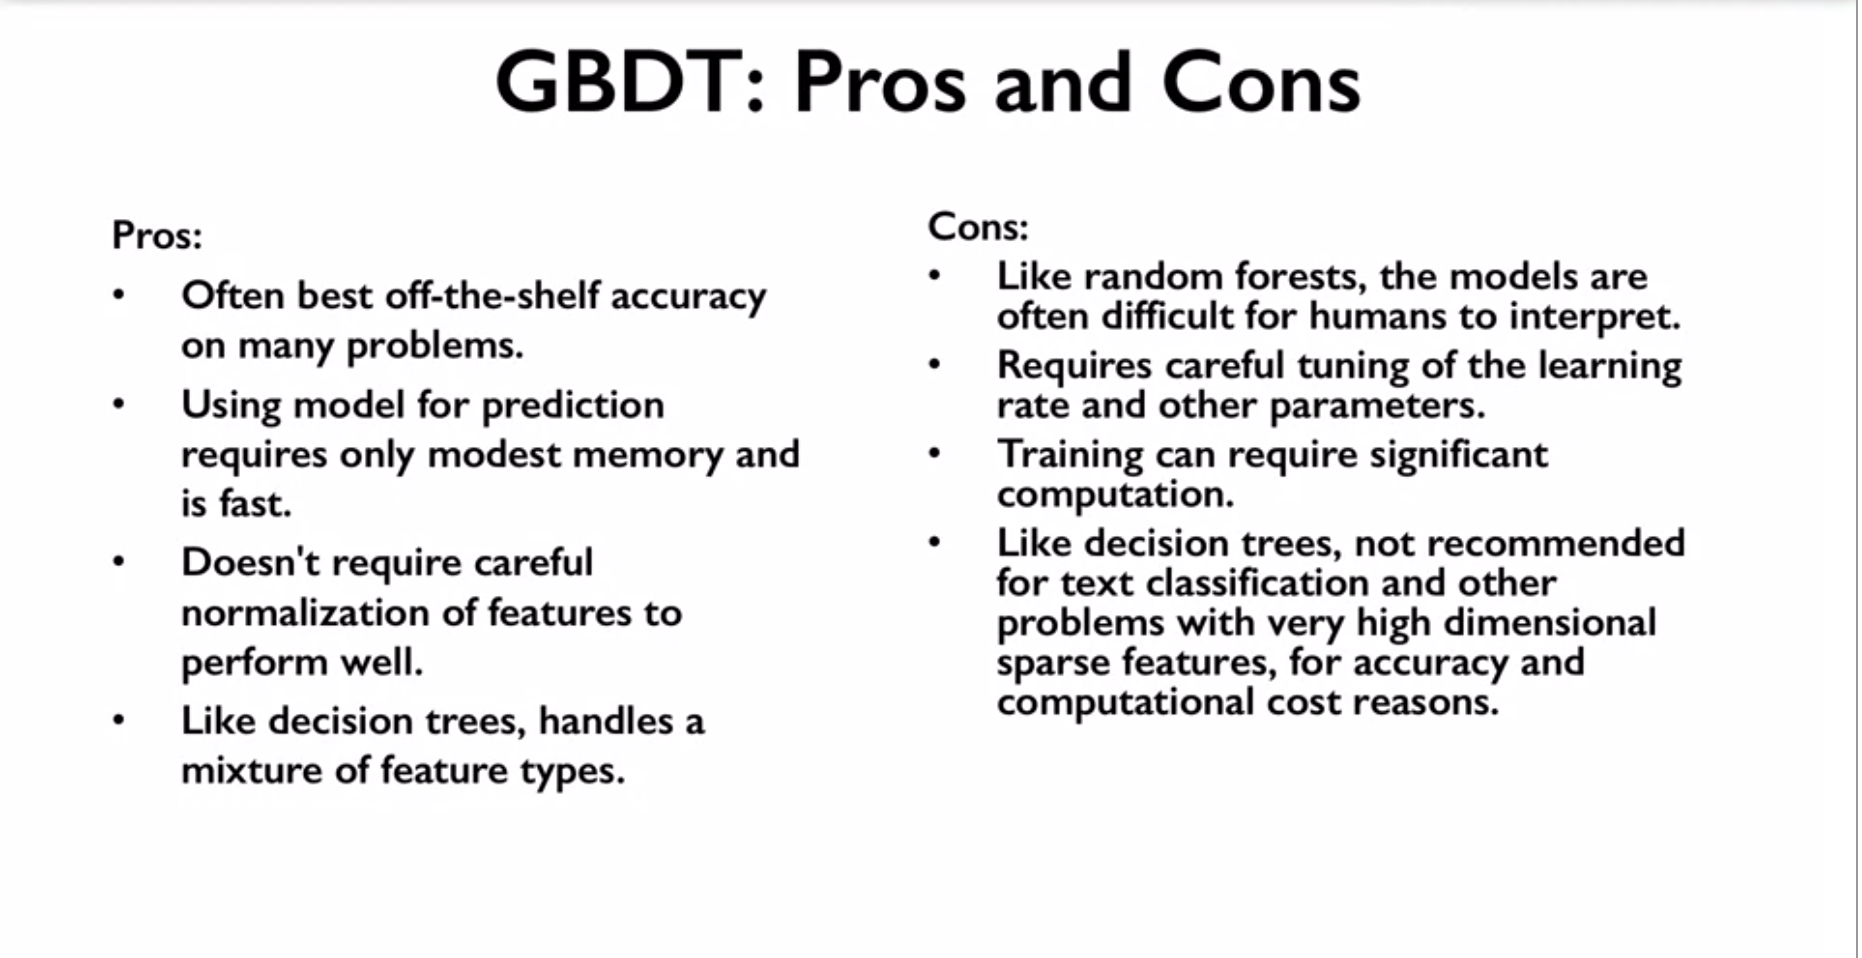 GBDT: Pros and Cons
Pros:
• Often best off-the-shelf accuracy
on many problems.
• Using model for prediction
requires only modest memory and
is fast.
• Doesn't require careful
normalization of features to
perform well.
• Like decision trees, handles a
mixture of feature types.
Cons:
• Like random forests, the models are
often difficult for humans to interpret.
• Requires careful tuning of the learning
rate and other parameters.
• Training can require significant
computation.
• Like decision trees, not recommended
for text classification and other
problems with very high dimensional
sparse features, for accuracy and
computational cost reasons.